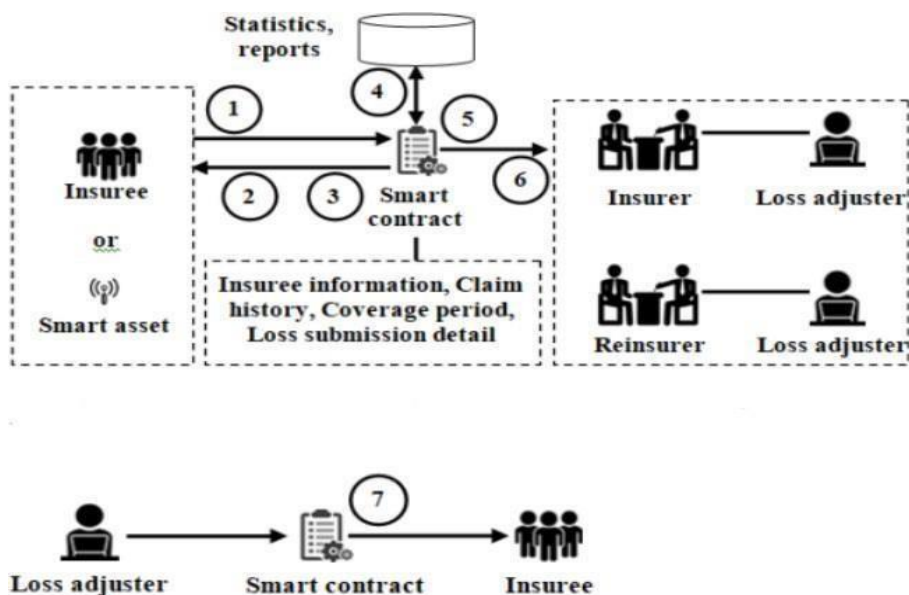 Statistics,
reports
4
1
5
2
3
6
Insuree
or
Smart asset
Smart
contract
Insuree information, Claim
history, Coverage period,
Loss submission detail
Insurer
Loss adjuster
Reinsurer
Loss adjuster
7
Loss adjuster
Smart contract
Insuree